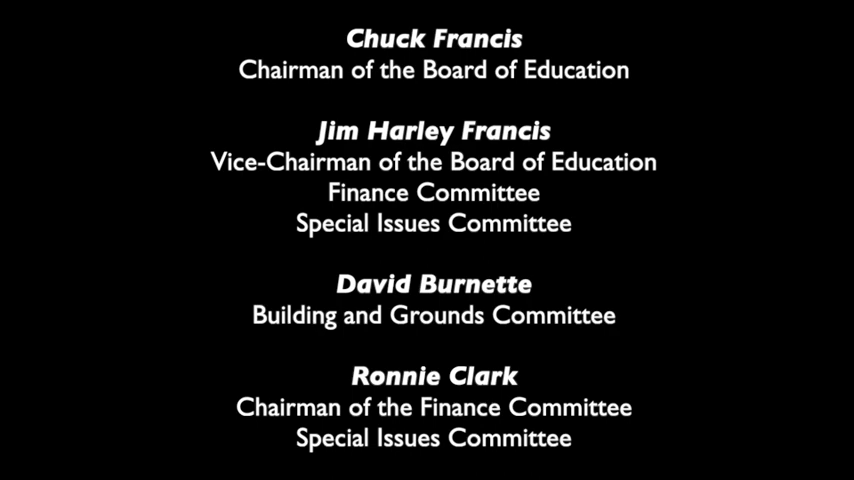 Chuck Francis
Chairman of the Board of Education
Jim Harley Francis
Vice-Chairman of the Board of Education
Finance Committee
Special Issues Committee
David Burnette
Building and Grounds Committee
Ronnie Clark
Chairman of the Finance Committee
Special Issues Committee